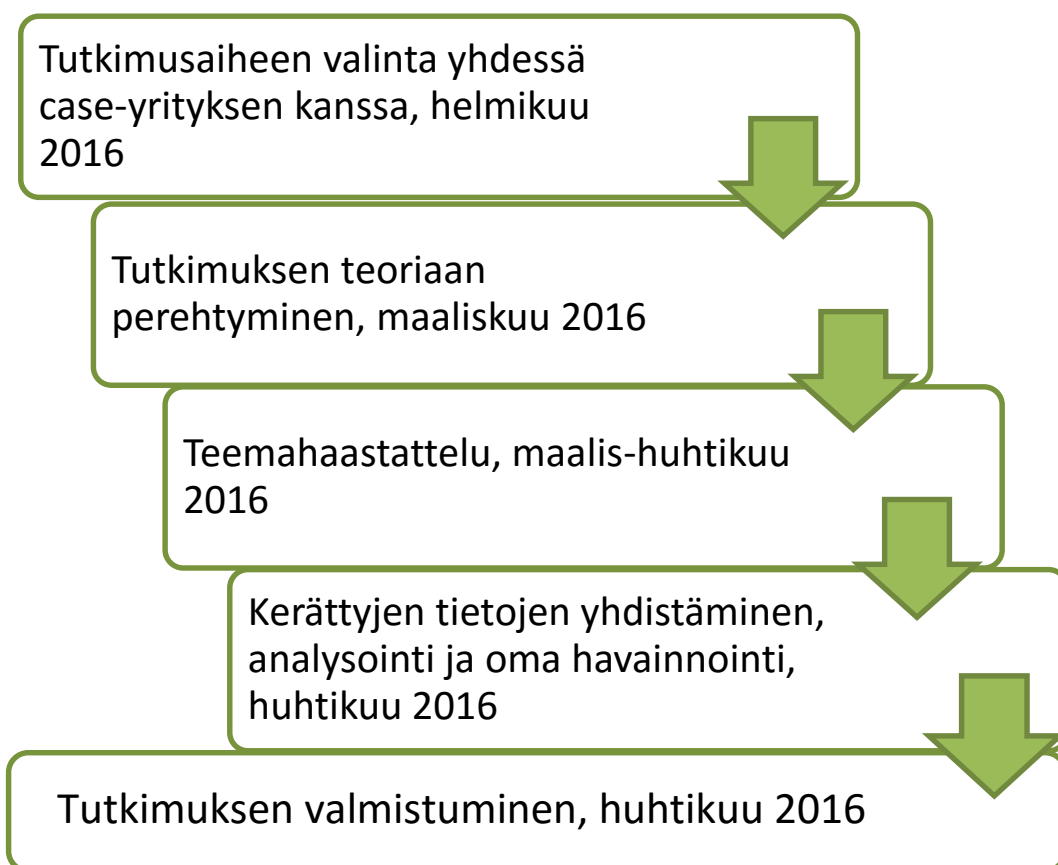 Tutkimusaiheen valinta yhdessä
case-yrityksen kanssa, helmikuu
2016
Tutkimuksen teoriaan
perehtyminen, maaliskuu 2016
Teemahaastattelu, maalis-huhtikuu
2016
Kerättyjen tietojen yhdistäminen,
analysointi ja oma havainnointi,
huhtikuu 2016
Tutkimuksen valmistuminen, huhtikuu 2016